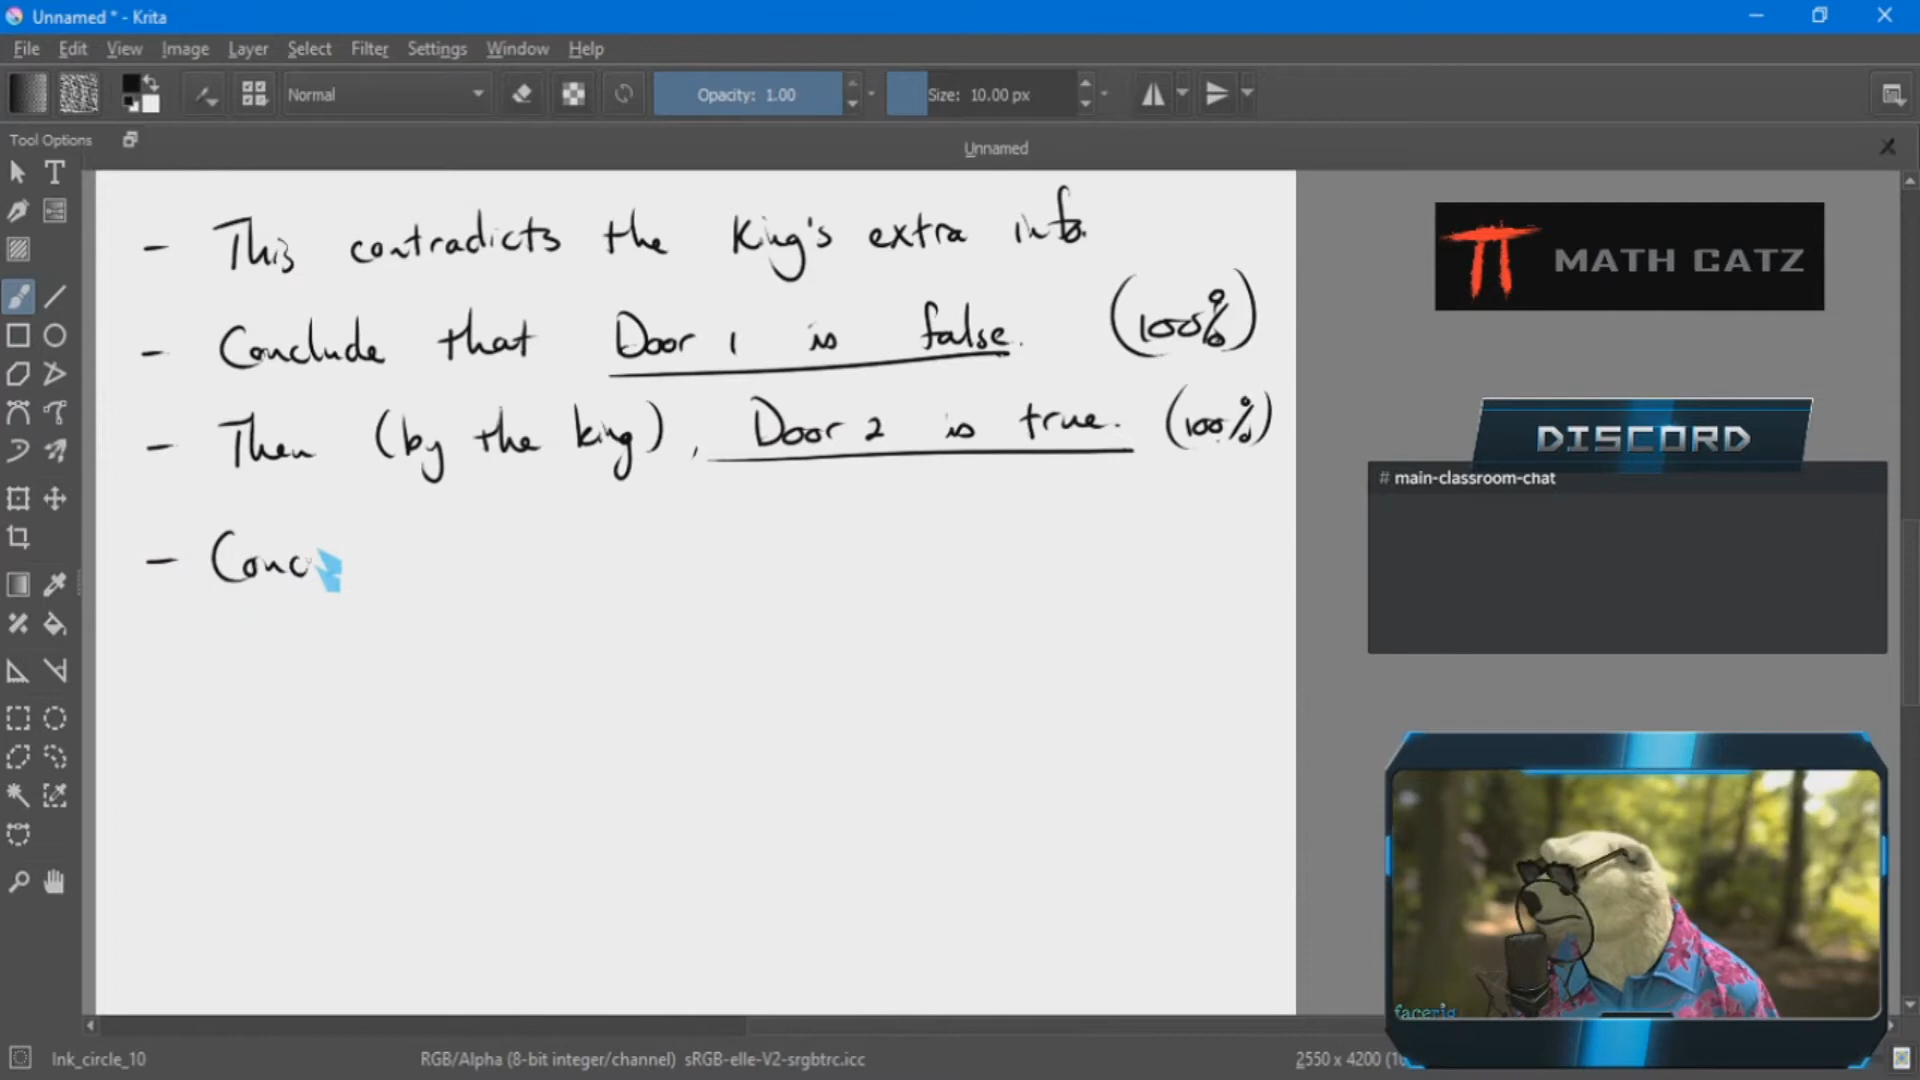 Unnamed * - Krita
File Edit View Image Layer Select Filter Settings Window Help
Normal Opacity: 1.00 Size: 10.00 px
Tool Options
Unnamed
- This contradicts the King's extra info.
- Conclude that Door 1 is false. (100%)
- Then (by the king), Door 2 is true. (100%)
- Conc
π MATH CATZ
DISCORD
# main-classroom-chat
facerig
Ink_circle_10 RGB/Alpha (8-bit integer/channel) sRGB-elle-V2-srgbtrc.icc 2550 x 4200